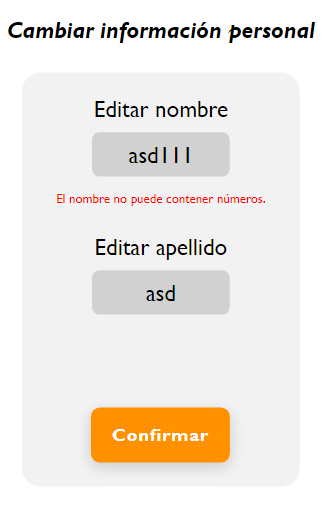 Cambiar información personal
Editar nombre
asd111
El nombre no puede contener números.
Editar apellido
asd
Confirmar